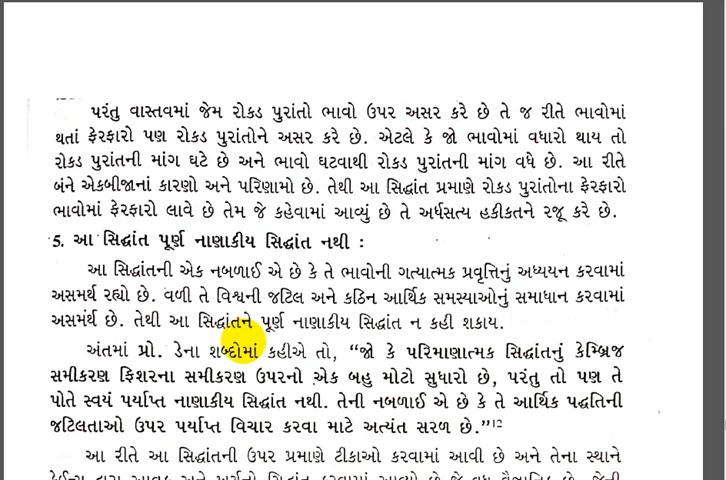 પરંતુ વાસ્તવમાં જેમ રોકડ પુરાંતો ભાવો ઉપર અસર કરે છે તે જ રીતે ભાવોમાં
થતાં ફેરફારો પણ રોકડ પુરાંતોને અસર કરે છે. એટલે કે જો ભાવોમાં વધારો થાય તો
રોકડ પુરાંતની માંગ ઘટે છે અને ભાવો ઘટવાથી રોકડ પુરાંતની માંગ વધે છે. આ રીતે
બંને એકબીજાનાં કારણો અને પરિણામો છે. તેથી આ સિદ્ધાંત પ્રમાણે રોકડ પુરાંતોના ફેરફારો
ભાવોમાં ફેરફારો લાવે છે તેમ જે કહેવામાં આવ્યું છે તે અર્ધસત્ય હકીકતને રજૂ કરે છે.
5. આ સિદ્ધાંત પૂર્ણ નાણાકીય સિદ્ધાંત નથી :
આ સિદ્ધાંતની એક નબળાઈ એ છે કે તે ભાવોની ગત્યાત્મક પ્રવૃત્તિનું અધ્યયન કરવામાં
અસમર્થ રહ્યો છે. વળી તે વિશ્વની જટિલ અને કઠિન આર્થિક સમસ્યાઓનું સમાધાન કરવામાં
અસમર્થ છે. તેથી આ સિદ્ધાંતને પૂર્ણ નાણાકીય સિદ્ધાંત ન કહી શકાય.
અંતમાં પ્રો. ડેના શબ્દોમાં કહીએ તો, “જો કે પરિમાણાત્મક સિદ્ધાંતનું કેમ્બ્રિજ
સમીકરણ ફિશરના સમીકરણ ઉપરનો એક બહુ મોટો સુધારો છે, પરંતુ તો પણ તે
પોતે સ્વયં પર્યાપ્ત નાણાકીય સિદ્ધાંત નથી. તેની નબળાઈ એ છે કે તે આર્થિક પદ્ધતિની
જટિલતાઓ ઉપર પર્યાપ્ત વિચાર કરવા માટે અત્યંત સરળ છે.”12
આ રીતે આ સિદ્ધાંતની ઉપર પ્રમાણે ટીકાઓ કરવામાં આવી છે અને તેના સ્થાને